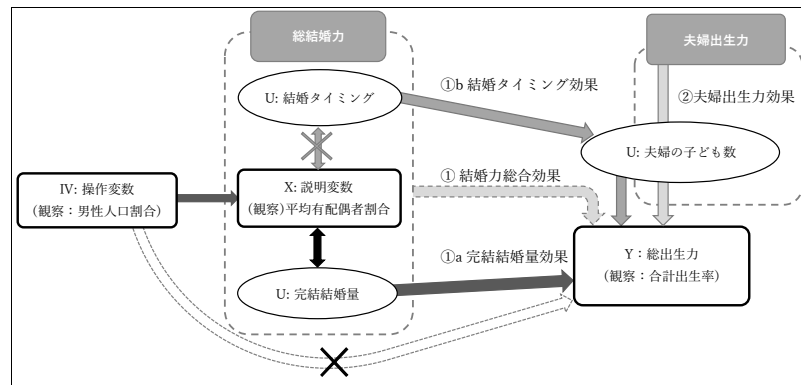 総結婚力
夫婦出生力
U: 結婚タイミング
①b 結婚タイミング効果
②夫婦出生力効果
U: 夫婦の子ども数
IV: 操作変数
(観察：男性人口割合)
X: 説明変数
(観察)平均有配偶者割合
① 結婚力総合効果
①a 完結結婚量効果
Y：総出生力
(観察：合計出生率)
U: 完結結婚量